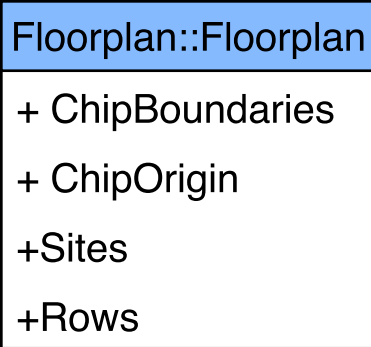 Floorplan::Floorplan
+ ChipBoundaries
+ ChipOrigin
+Sites
+Rows